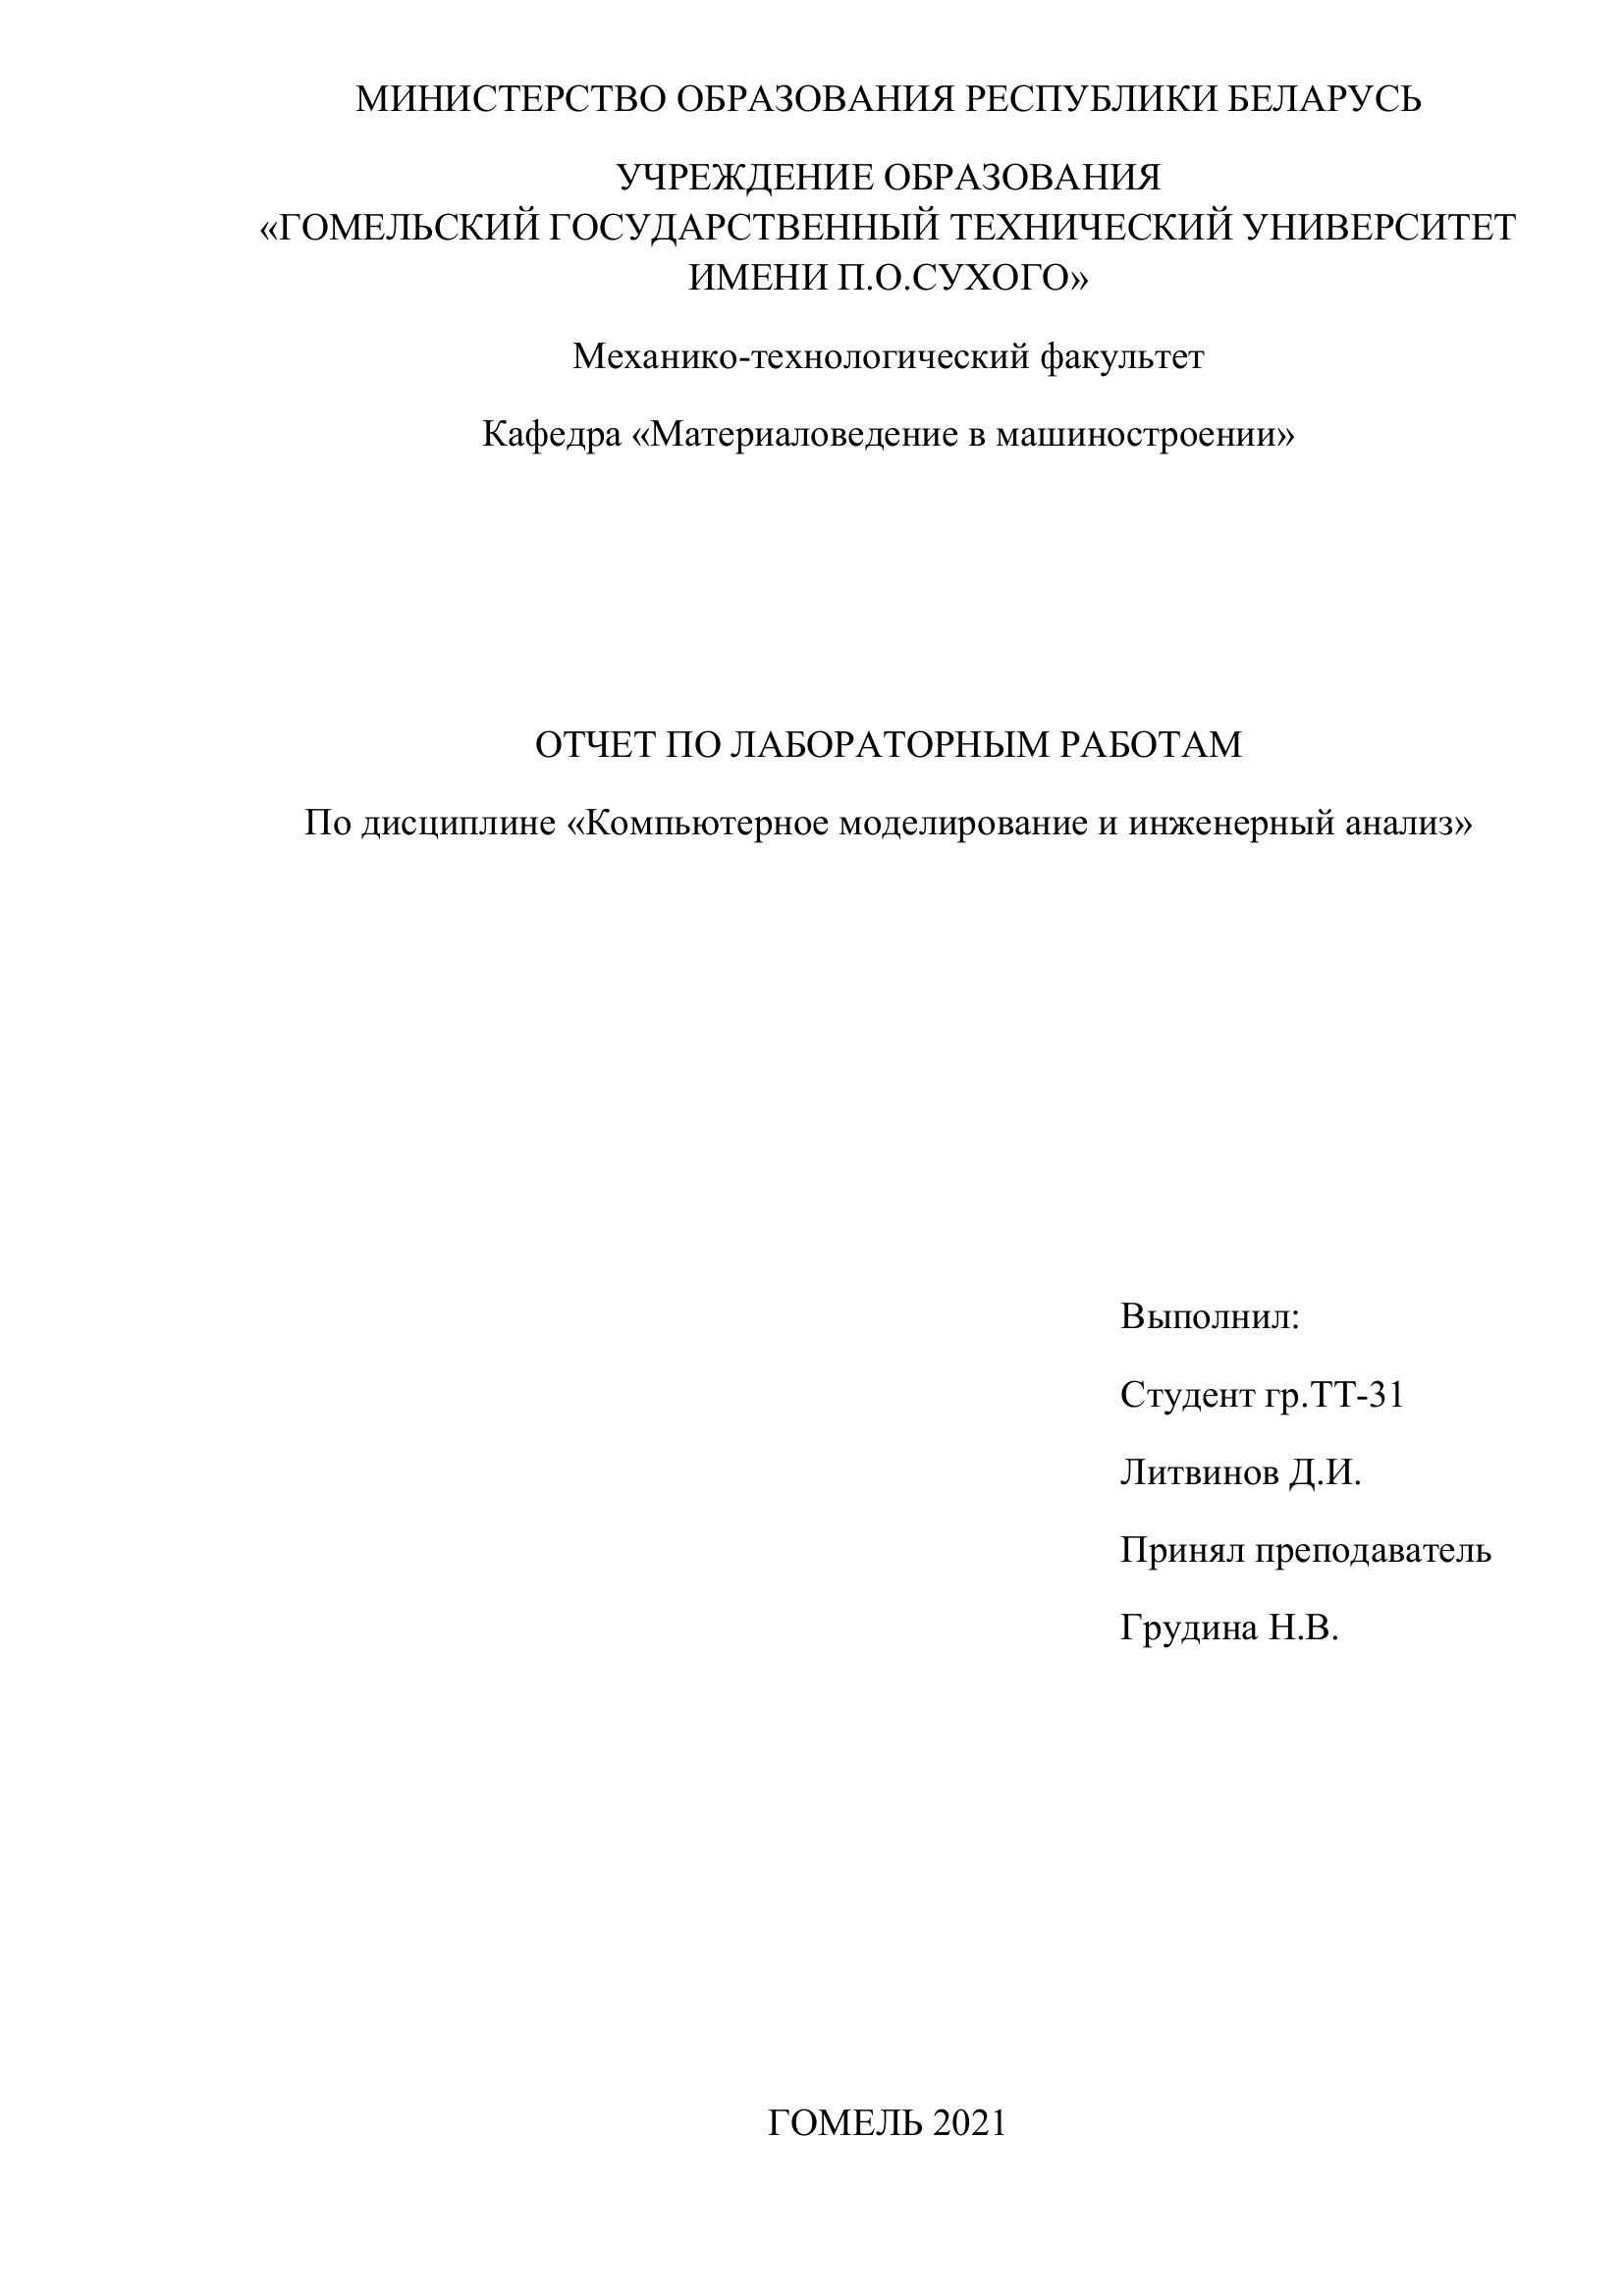 МИНИСТЕРСТВО ОБРАЗОВАНИЯ РЕСПУБЛИКИ БЕЛАРУСЬ
УЧРЕЖДЕНИЕ ОБРАЗОВАНИЯ
«ГОМЕЛЬСКИЙ ГОСУДАРСТВЕННЫЙ ТЕХНИЧЕСКИЙ УНИВЕРСИТЕТ
ИМЕНИ П.О.СУХОГО»
Механико-технологический факультет
Кафедра «Материаловедение в машиностроении»
ОТЧЕТ ПО ЛАБОРАТОРНЫМ РАБОТАМ
По дисциплине «Компьютерное моделирование и инженерный анализ»
Выполнил:
Студент гр.ТТ-31
Литвинов Д.И.
Принял преподаватель
Грудина Н.В.
ГОМЕЛЬ 2021